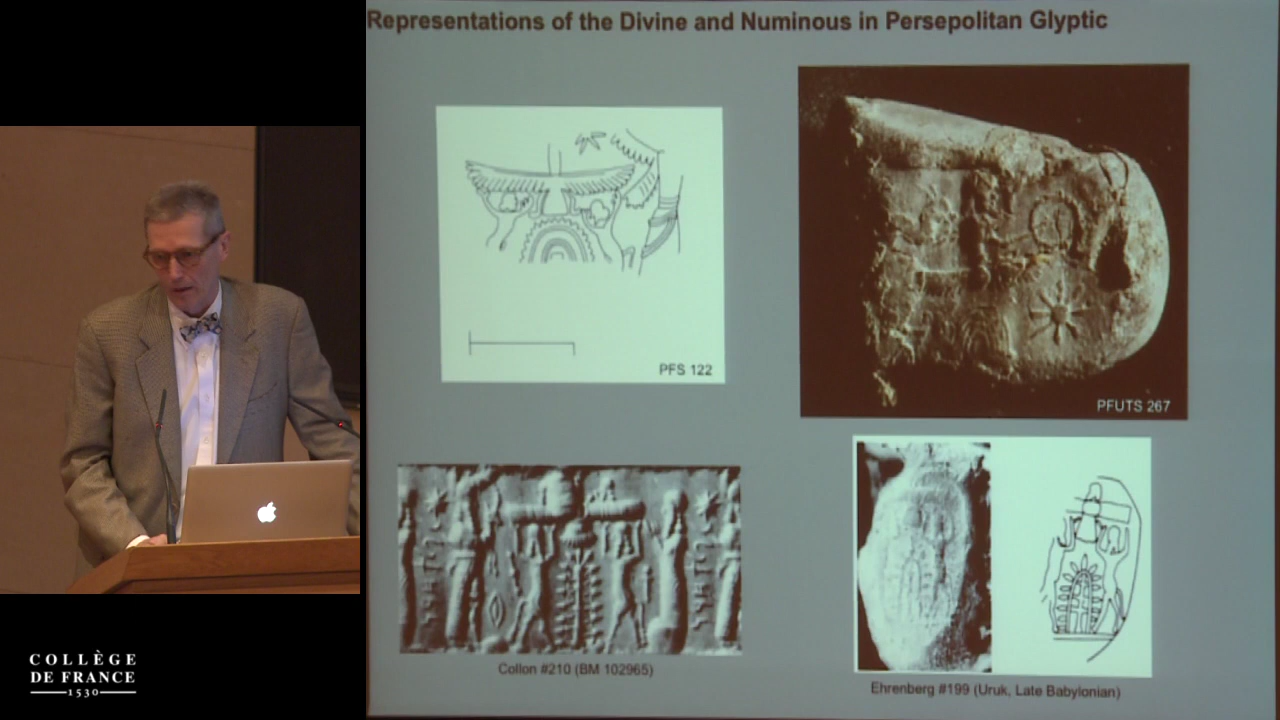 Representations of the Divine and Numinous in Persepolitan Glyptic
PFS 122
PFUTS 267
Collon #210 (BM 102965)
Ehrenberg #199 (Uruk, Late Babylonian)
COLLÈGE
DE FRANCE
1530